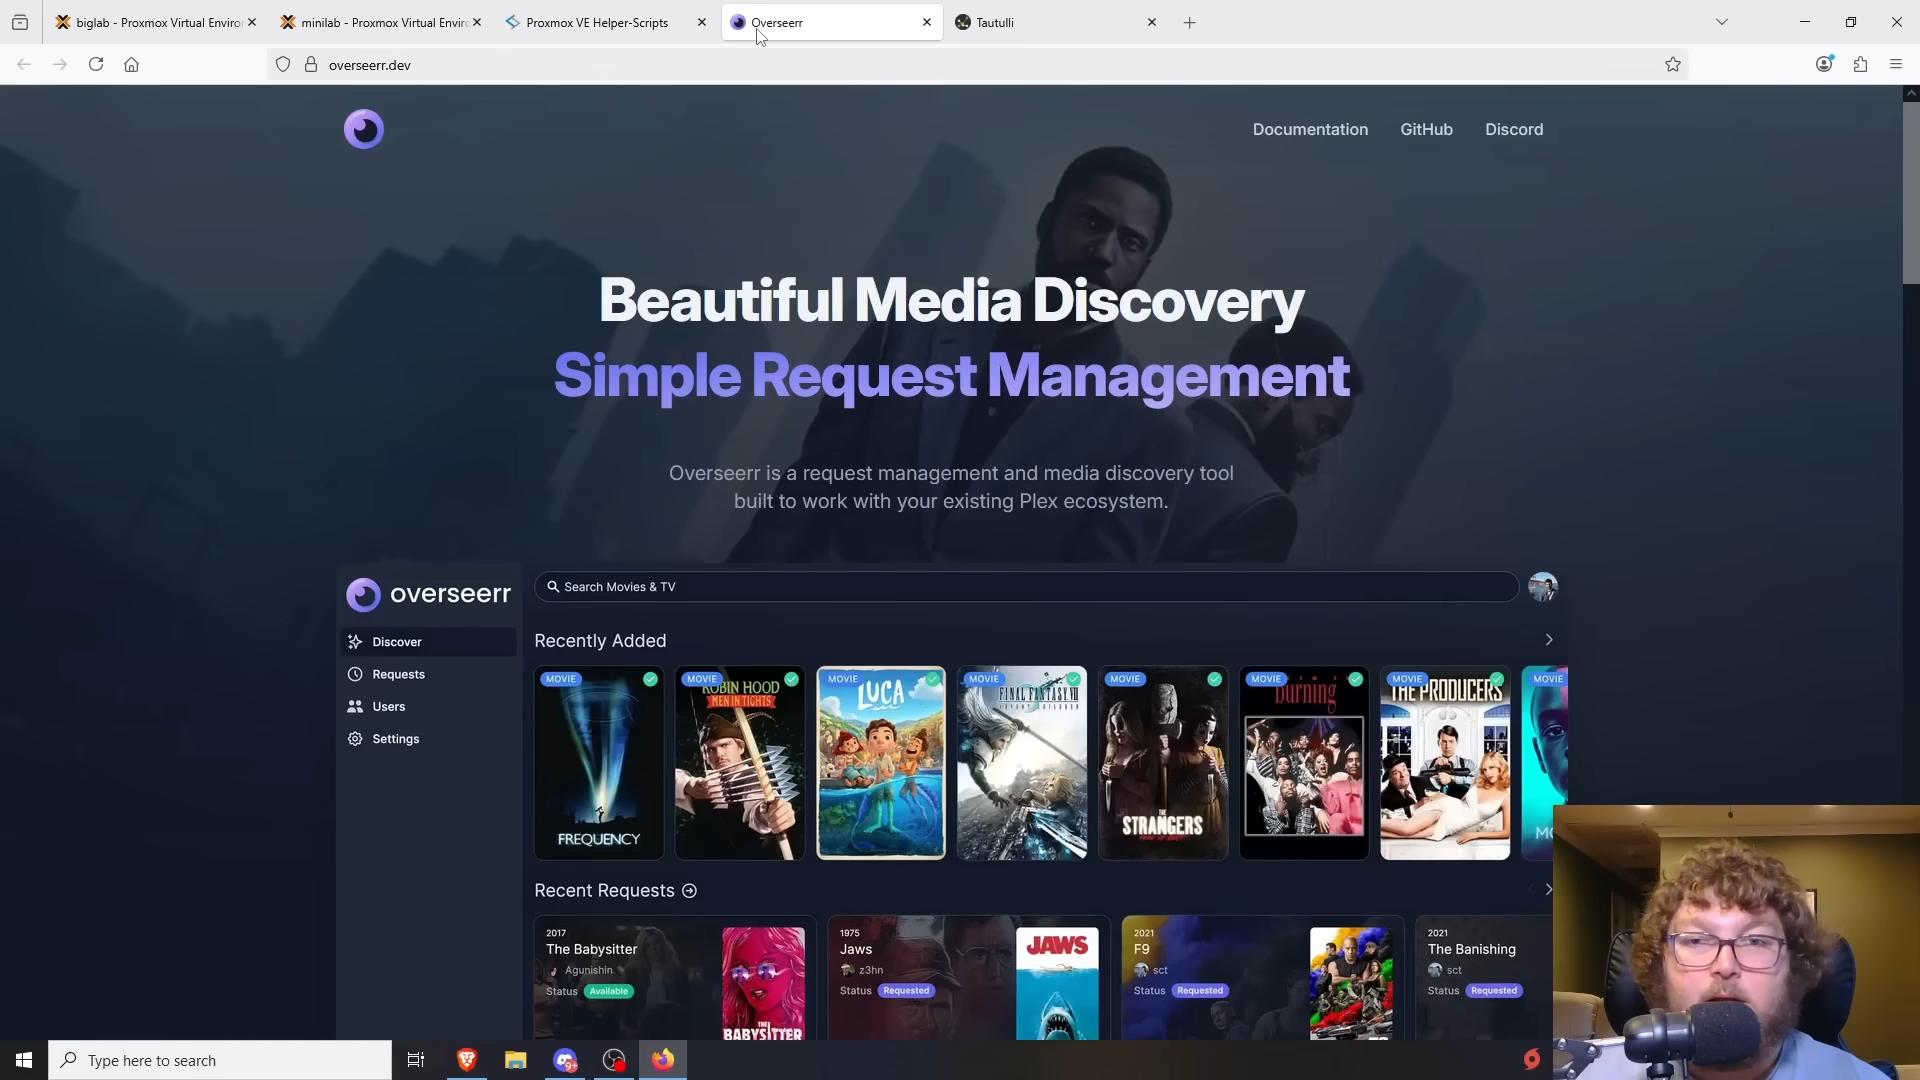 biglab - Proxmox Virtual Enviro
minilab - Proxmox Virtual Enviro
Proxmox VE Helper-Scripts
Overseerr
Tautulli
overseerr.dev
Documentation
GitHub
Discord
Beautiful Media Discovery
Simple Request Management
Overseerr is a request management and media discovery tool
built to work with your existing Plex ecosystem.
overseerr
Search Movies & TV
Discover
Requests
Users
Settings
Recently Added
MOVIE
FREQUENCY
MOVIE
ROBIN HOOD
MEN IN TIGHTS
MOVIE
LUCA
MOVIE
FINAL FANTASY VII
MOVIE
THE
STRANGERS
MOVIE
burning
MOVIE
THE PRODUCERS
MOVIE
Recent Requests
2017
The Babysitter
Agunishin
Status Available
THE
BABYSITTER
1975
Jaws
z3hn
Status Requested
JAWS
2021
F9
sct
Status Requested
2021
The Banishing
sct
Status Requested
Type here to search
9+